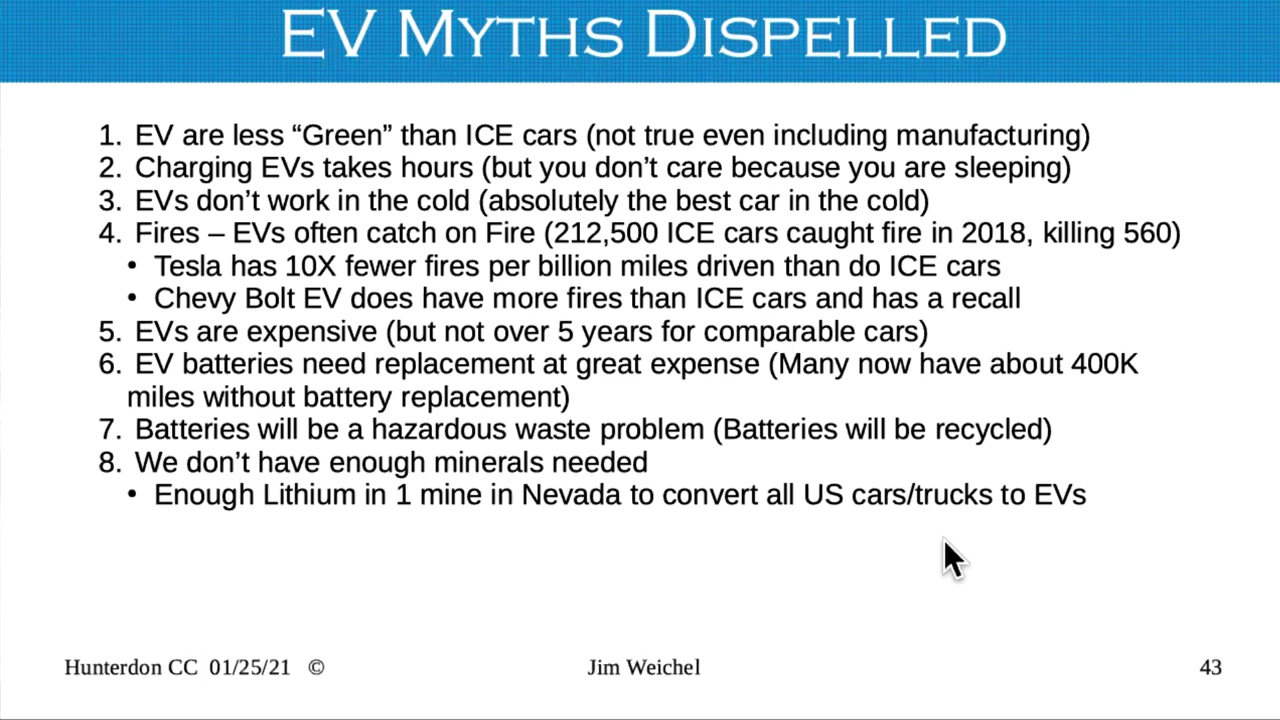 EV MYTHS DISPELLED
1. EV are less “Green” than ICE cars (not true even including manufacturing)
2. Charging EVs takes hours (but you don’t care because you are sleeping)
3. EVs don’t work in the cold (absolutely the best car in the cold)
4. Fires – EVs often catch on Fire (212,500 ICE cars caught fire in 2018, killing 560)
• Tesla has 10X fewer fires per billion miles driven than do ICE cars
• Chevy Bolt EV does have more fires than ICE cars and has a recall
5. EVs are expensive (but not over 5 years for comparable cars)
6. EV batteries need replacement at great expense (Many now have about 400K
miles without battery replacement)
7. Batteries will be a hazardous waste problem (Batteries will be recycled)
8. We don’t have enough minerals needed
• Enough Lithium in 1 mine in Nevada to convert all US cars/trucks to EVs
Hunterdon CC 01/25/21 © Jim Weichel 43